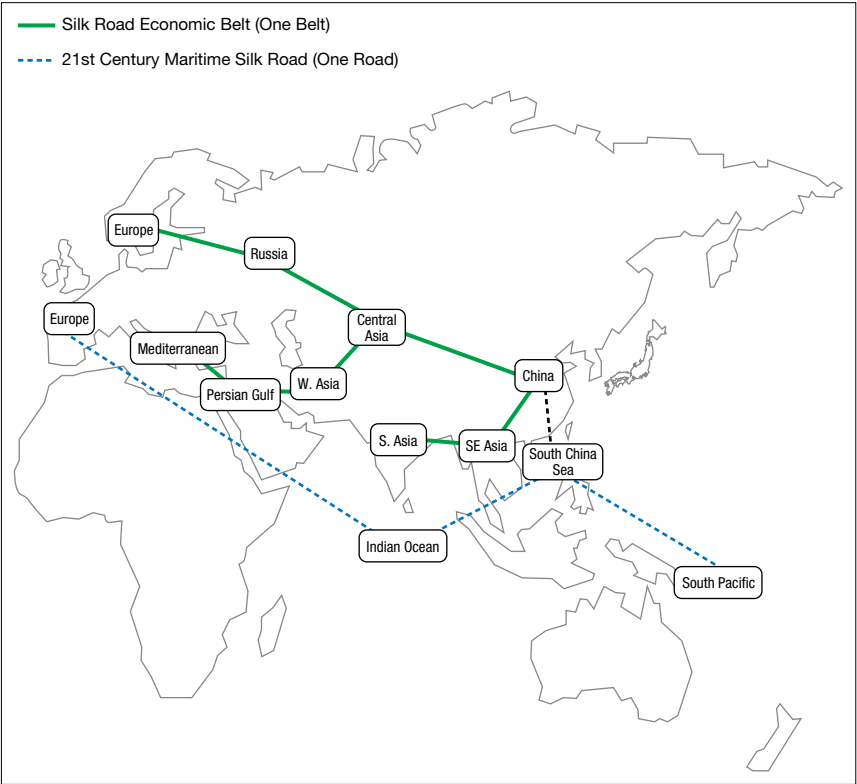 Silk Road Economic Belt (One Belt)
21st Century Maritime Silk Road (One Road)
Europe
Russia
Europe
Central
Asia
Mediterranean
China
W. Asia
Persian Gulf
S. Asia
SE Asia
South China
Sea
Indian Ocean
South Pacific